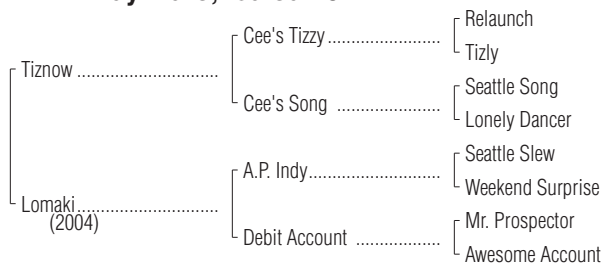 Relaunch
Cee's Tizzy
Tizly
Tiznow
Seattle Song
Cee's Song
Lonely Dancer
Seattle Slew
A.P. Indy
Weekend Surprise
Lomaki
(2004)
Mr. Prospector
Debit Account
Awesome Account